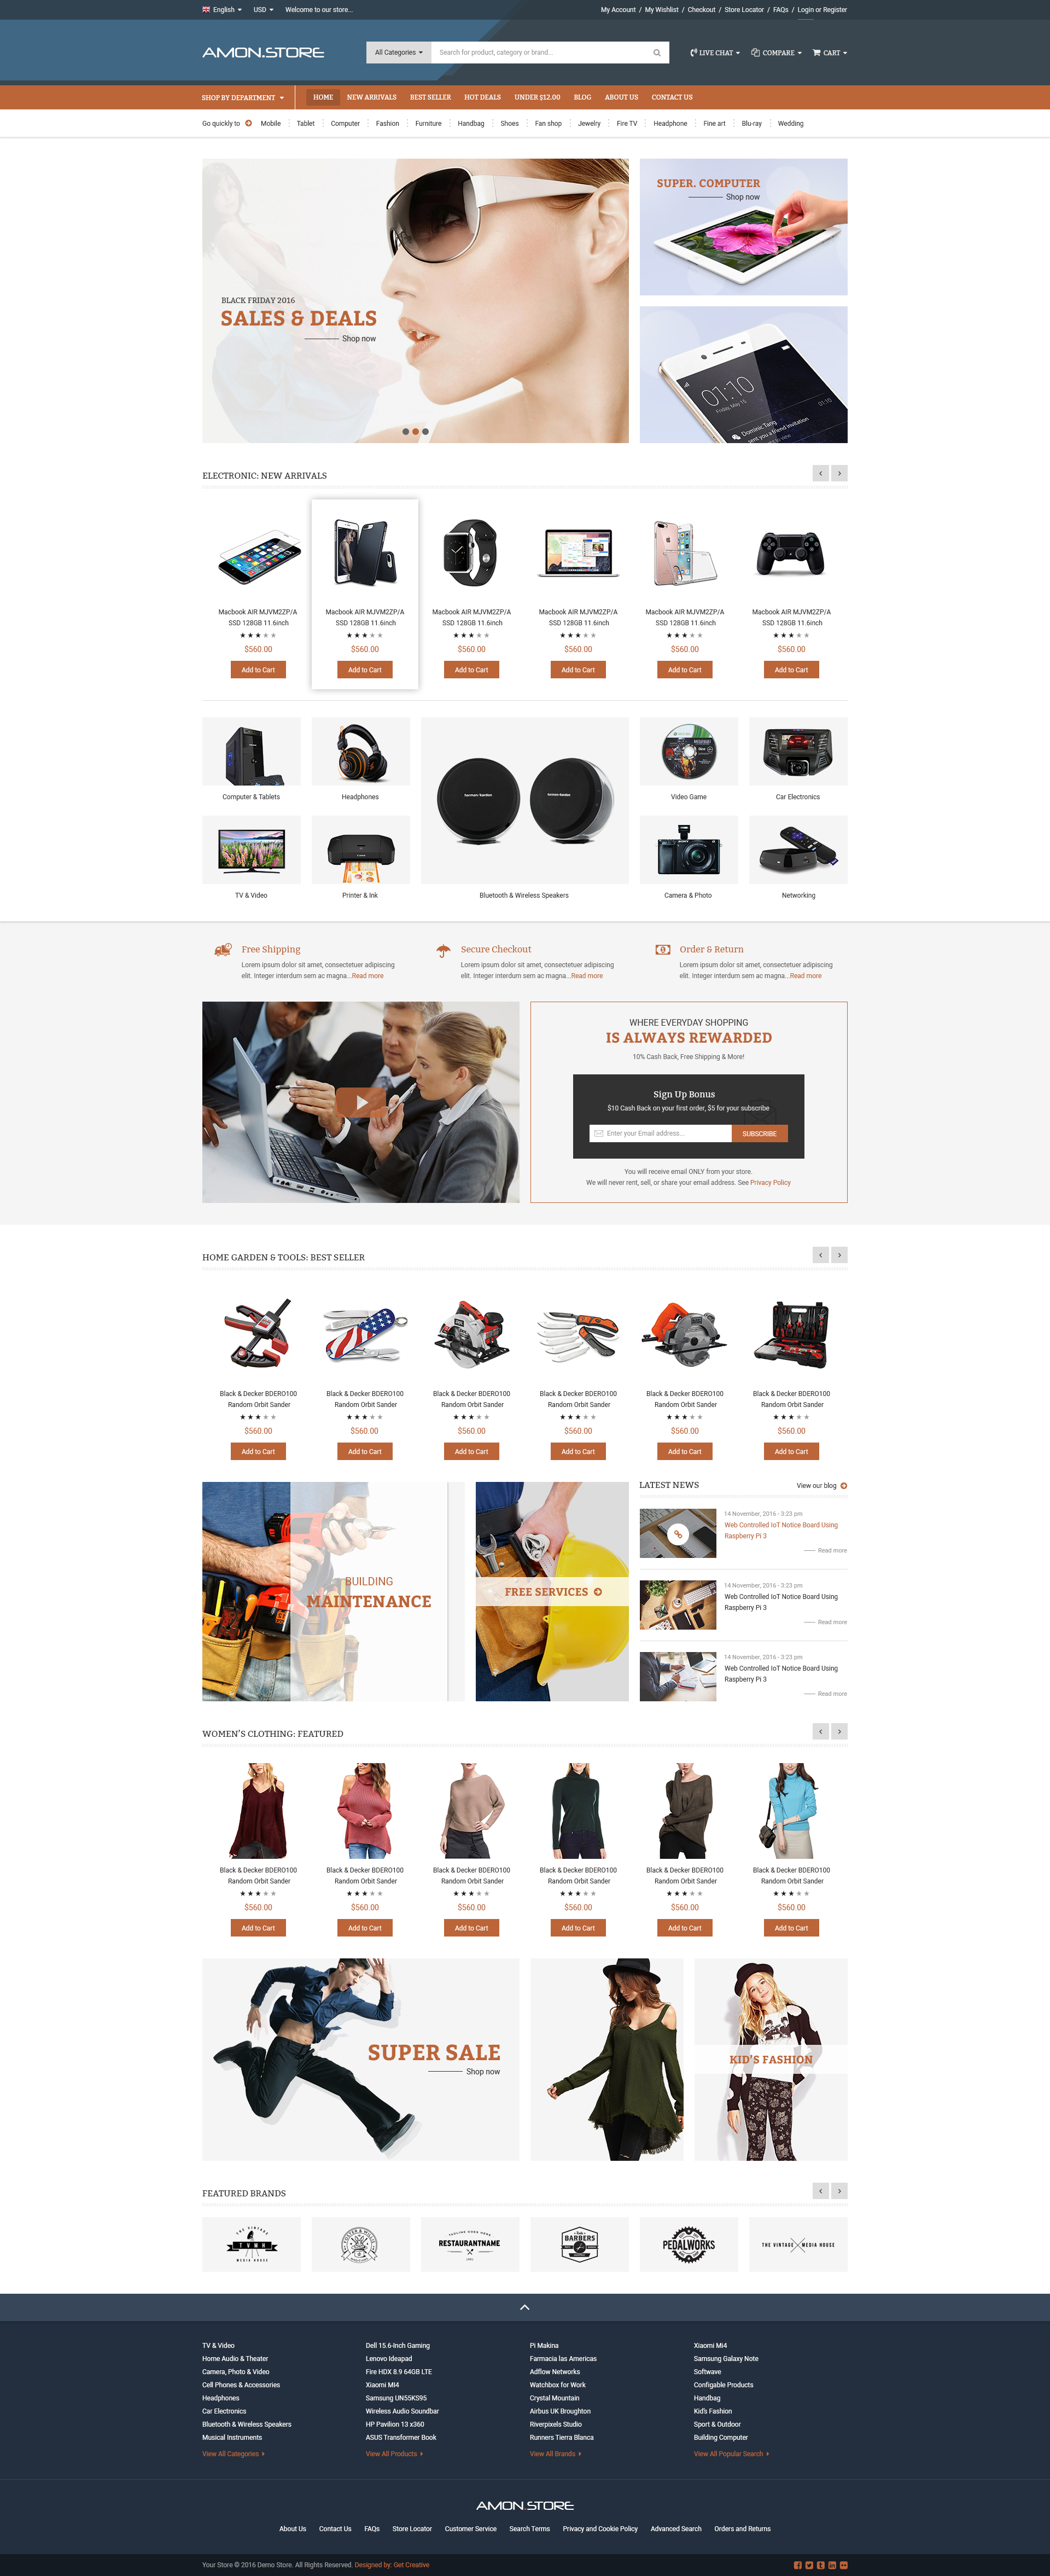 English USD Welcome to our store...
My Account / My Wishlist / Checkout / Store Locator / FAQs / Login or Register
AMON.STORE
All Categories Search for product, category or brand...
LIVE CHAT COMPARE CART
SHOP BY DEPARTMENT HOME NEW ARRIVALS BEST SELLER HOT DEALS UNDER $12.00 BLOG ABOUT US CONTACT US
Go quickly to Mobile Tablet Computer Fashion Furniture Handbag Shoes Fan shop Jewelry Fire TV Headphone Fine art Blu-ray Wedding
BLACK FRIDAY 2016
SALES & DEALS
Shop now
SUPER. COMPUTER
Shop now
01:10
Friday, May 15
01:10
Dominic Tang
sent you a friend invitation
ELECTRONIC: NEW ARRIVALS
Macbook AIR MJVM2ZP/A Macbook AIR MJVM2ZP/A Macbook AIR MJVM2ZP/A Macbook AIR MJVM2ZP/A Macbook AIR MJVM2ZP/A Macbook AIR MJVM2ZP/A
SSD 128GB 11.6inch SSD 128GB 11.6inch SSD 128GB 11.6inch SSD 128GB 11.6inch SSD 128GB 11.6inch SSD 128GB 11.6inch
$560.00 $560.00 $560.00 $560.00 $560.00 $560.00
Add to Cart Add to Cart Add to Cart Add to Cart Add to Cart Add to Cart
harman/kardon harman/kardon
Computer & Tablets Headphones Video Game Car Electronics
TV & Video Printer & Ink Bluetooth & Wireless Speakers Camera & Photo Networking
Free Shipping
Lorem ipsum dolor sit amet, consectetuer adipiscing
elit. Integer interdum sem ac magna...Read more
Secure Checkout
Lorem ipsum dolor sit amet, consectetuer adipiscing
elit. Integer interdum sem ac magna...Read more
Order & Return
Lorem ipsum dolor sit amet, consectetuer adipiscing
elit. Integer interdum sem ac magna...Read more
WHERE EVERYDAY SHOPPING
IS ALWAYS REWARDED
10% Cash Back, Free Shipping & More!
Sign Up Bonus
$10 Cash Back on your first order, $5 for your subscribe
Enter your Email address... SUBSCRIBE
You will receive email ONLY from your store.
We will never rent, sell, or share your email address. See Privacy Policy
HOME GARDEN & TOOLS: BEST SELLER
Black & Decker BDERO100 Black & Decker BDERO100 Black & Decker BDERO100 Black & Decker BDERO100 Black & Decker BDERO100 Black & Decker BDERO100
Random Orbit Sander Random Orbit Sander Random Orbit Sander Random Orbit Sander Random Orbit Sander Random Orbit Sander
$560.00 $560.00 $560.00 $560.00 $560.00 $560.00
Add to Cart Add to Cart Add to Cart Add to Cart Add to Cart Add to Cart
BUILDING
MAINTENANCE
FREE SERVICES
LATEST NEWS View our blog
14 November, 2016 - 3:23 pm
Web Controlled IoT Notice Board Using
Raspberry Pi 3
Read more
14 November, 2016 - 3:23 pm
Web Controlled IoT Notice Board Using
Raspberry Pi 3
Read more
14 November, 2016 - 3:23 pm
Web Controlled IoT Notice Board Using
Raspberry Pi 3
Read more
WOMEN'S CLOTHING: FEATURED
Black & Decker BDERO100 Black & Decker BDERO100 Black & Decker BDERO100 Black & Decker BDERO100 Black & Decker BDERO100 Black & Decker BDERO100
Random Orbit Sander Random Orbit Sander Random Orbit Sander Random Orbit Sander Random Orbit Sander Random Orbit Sander
$560.00 $560.00 $560.00 $560.00 $560.00 $560.00
Add to Cart Add to Cart Add to Cart Add to Cart Add to Cart Add to Cart
SUPER SALE
Shop now
KID'S FASHION
FEATURED BRANDS
THE VINTAGE
TVMH
MEDIA HOUSE
TAGLINE GOES HERE
RESTAURANTNAME
BARBERS
PEDALWORKS
THE VINTAGE MEDIA HOUSE
TV & Video
Home Audio & Theater
Camera, Photo & Video
Cell Phones & Accessories
Headphones
Car Electronics
Bluetooth & Wireless Speakers
Musical Instruments
View All Categories
Dell 15.6-Inch Gaming
Lenovo Ideapad
Fire HDX 8.9 64GB LTE
Xiaomi MI4
Samsung UN55KS95
Wireless Audio Soundbar
HP Pavilion 13 x360
ASUS Transformer Book
View All Products
Pi Makina
Farmacia las Americas
Adflow Networks
Watchbox for Work
Crystal Mountain
Airbus UK Broughton
Riverpixels Studio
Runners Tierra Blanca
View All Brands
Xiaomi Mi4
Samsung Galaxy Note
Softwave
Configable Products
Handbag
Kid's Fashion
Sport & Outdoor
Building Computer
View All Popular Search
AMON STORE
About Us Contact Us FAQs Store Locator Customer Service Search Terms Privacy and Cookie Policy Advanced Search Orders and Returns
Your Store © 2016 Demo Store. All Rights Reserved. Designed by: Get Creative